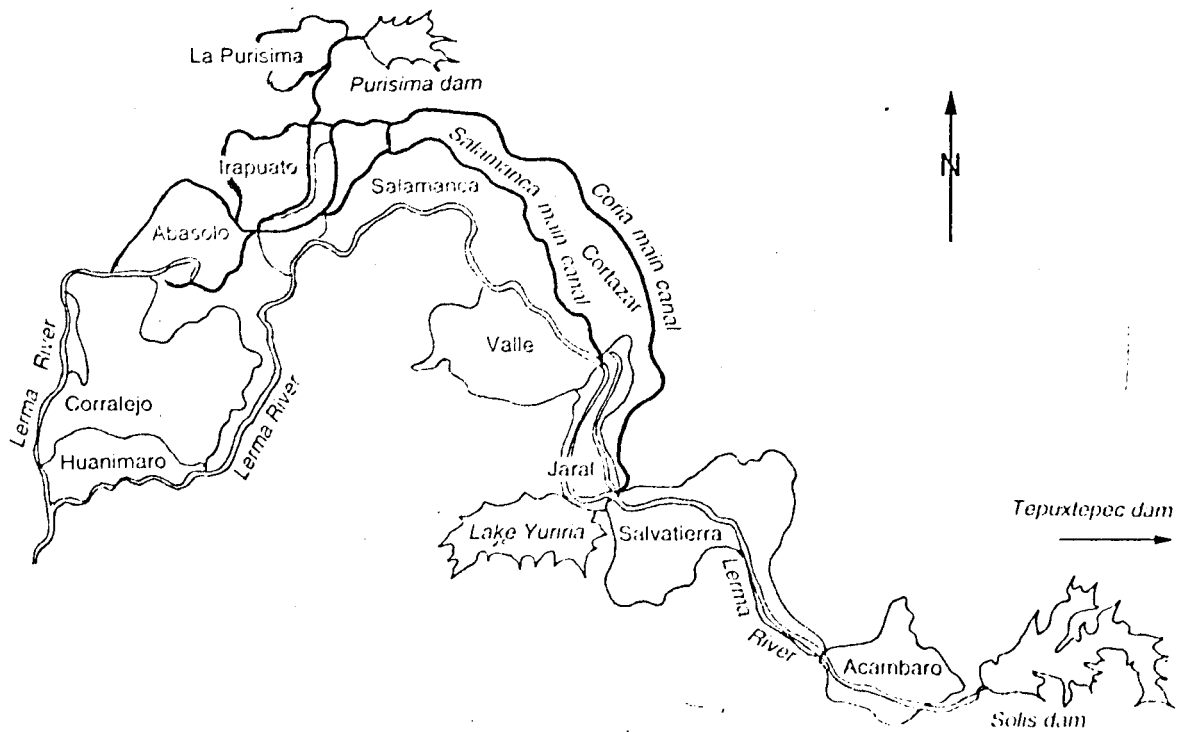 La Purisima
Purisima dam
Irapuato
Salamanca
Salamanca main canal
Coria main canal
Cortazar
N
Abasolo
Valle
Lerma River
Corralejo
Lerma River
Huanimaro
Jaral
Lake Yuriria
Salvatierra
Tepuxtepec dam
Lerma River
Acambaro
Solis dam